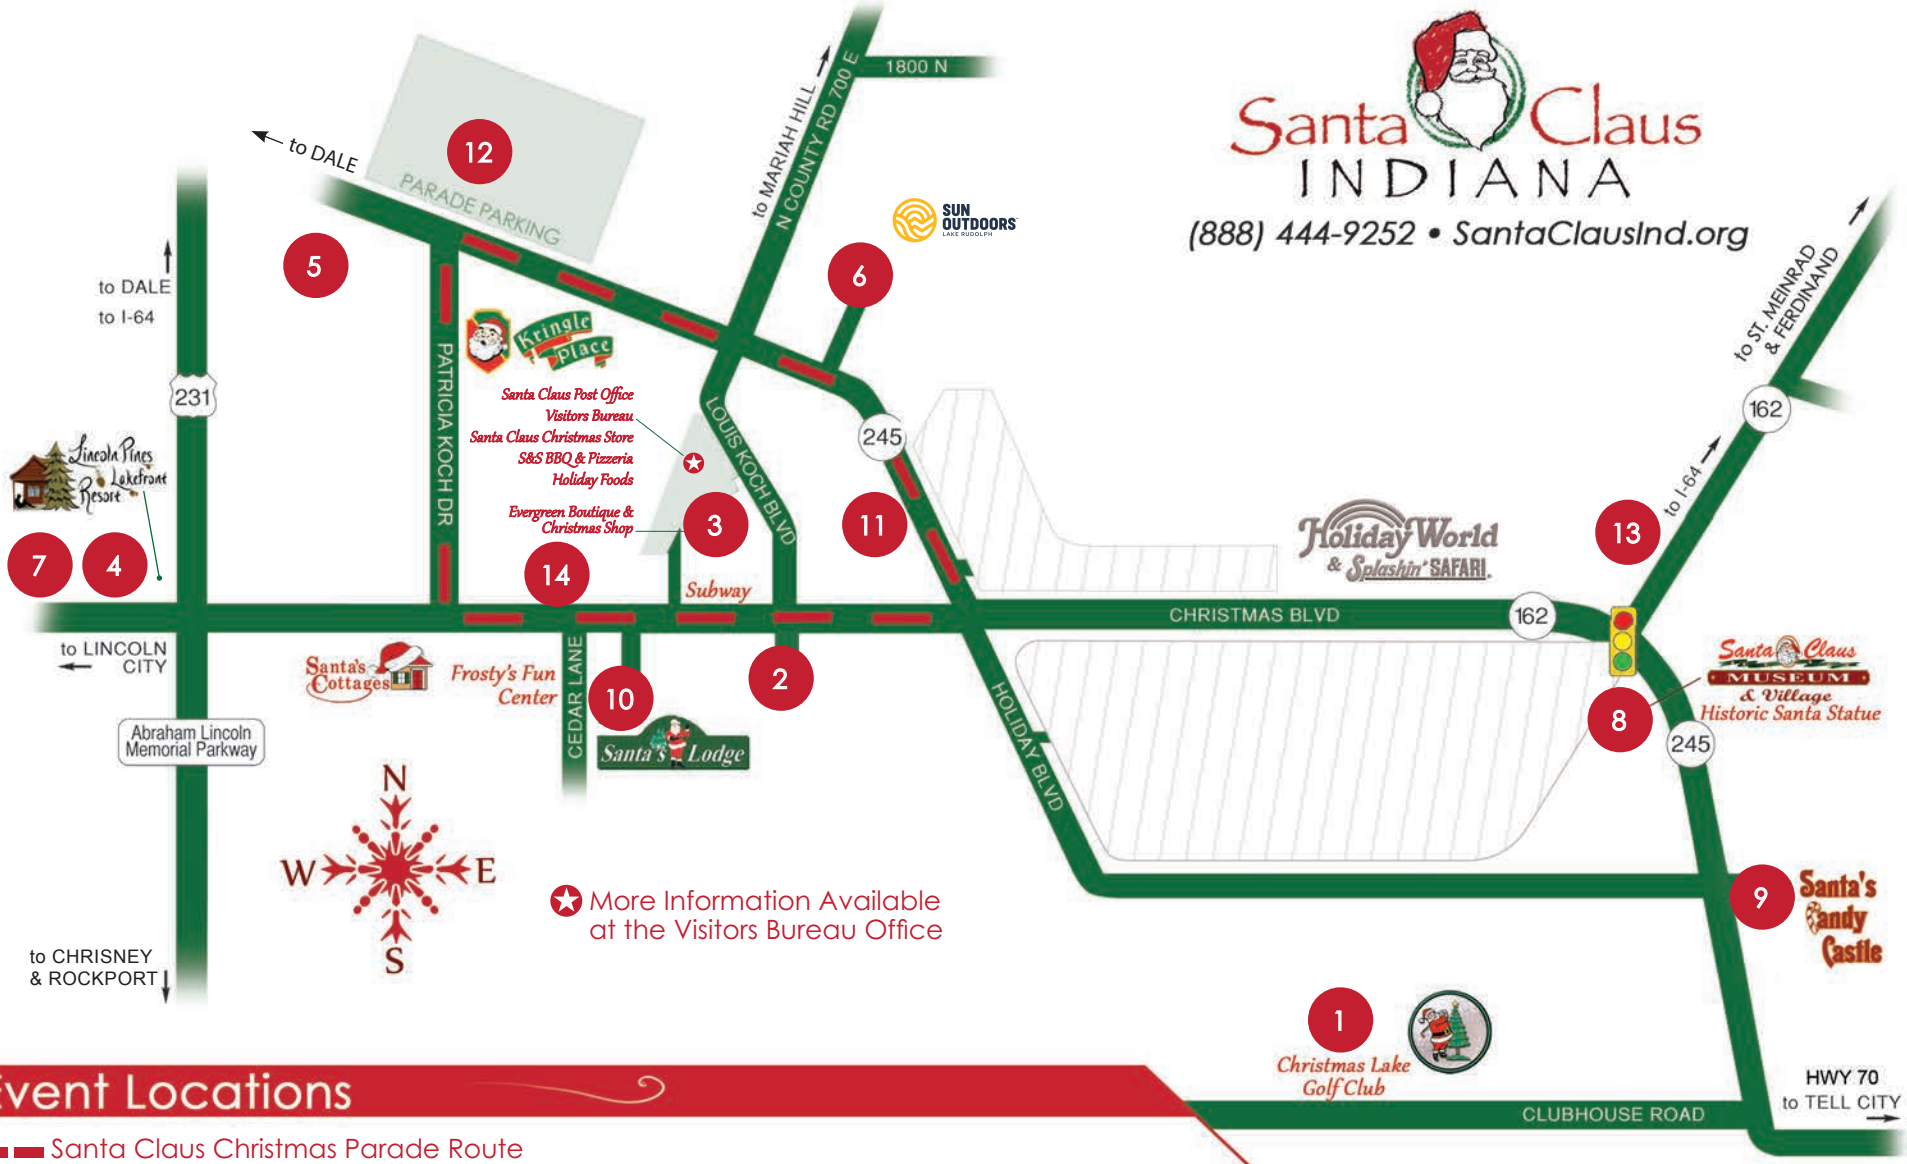 1800 N
to MARIAH HILL
N COUNTY RD 700 E
Santa Claus
INDIANA
(888) 444-9252 • SantaClausInd.org
to DALE
12
PARADE PARKING
SUN
OUTDOORS
LAKE RUDOLPH
5
6
to DALE
to I-64
to ST. MEINRAD
& FERDINAND
Kringle
Place
PATRICIA KOCH DR
231
Santa Claus Post Office
Visitors Bureau
Santa Claus Christmas Store
S&S BBQ & Pizzeria
Holiday Foods
Evergreen Boutique &
Christmas Shop
LOUIS KOCH BLVD
245
162
to I-64
Lincoln Pines
Lakefront
Resort
7
4
3
11
14
Subway
Holiday World
& Splashin' SAFARI.
13
CHRISTMAS BLVD
162
to LINCOLN
CITY
Santa's
Cottages
Frosty's Fun
Center
CEDAR LANE
10
2
Santa's Lodge
HOLIDAY BLVD
Santa Claus
MUSEUM
& Village
Historic Santa Statue
8
245
Abraham Lincoln
Memorial Parkway
N
W
E
S
More Information Available
at the Visitors Bureau Office
9
Santa's
Candy
Castle
to CHRISNEY
& ROCKPORT
1
Christmas Lake
Golf Club
HWY 70
to TELL CITY
CLUBHOUSE ROAD
Event Locations
Santa Claus Christmas Parade Route